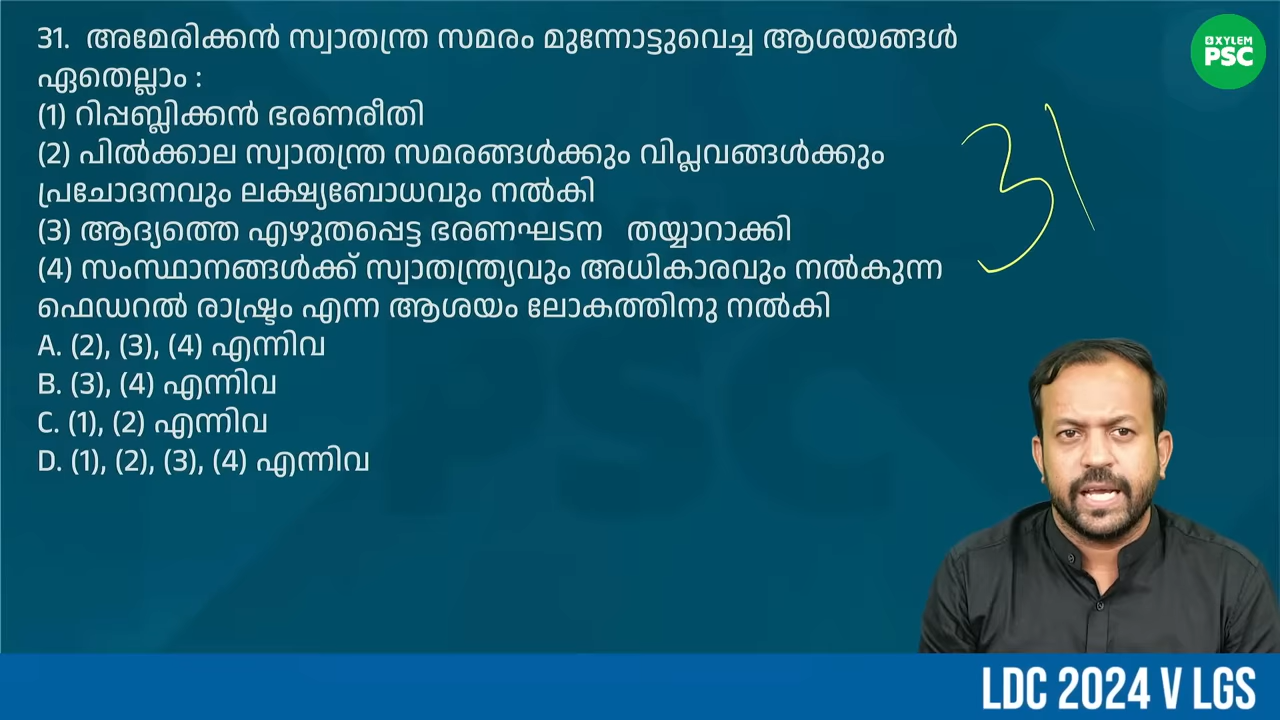 31. അമേരിക്കൻ സ്വാതന്ത്ര സമരം മുന്നോട്ടുവെച്ച ആശയങ്ങൾ
ഏതെല്ലാം :
(1) റിപ്പബ്ലിക്കൻ ഭരണരീതി
(2) പിൽക്കാല സ്വാതന്ത്ര സമരങ്ങൾക്കും വിപ്ലവങ്ങൾക്കും
പ്രചോദനവും ലക്ഷ്യബോധവും നൽകി
(3) ആദ്യത്തെ എഴുതപ്പെട്ട ഭരണഘടന തയ്യാറാക്കി
(4) സംസ്ഥാനങ്ങൾക്ക് സ്വാതന്ത്ര്യവും അധികാരവും നൽകുന്ന
ഫെഡറൽ രാഷ്ട്രം എന്ന ആശയം ലോകത്തിനു നൽകി
A. (2), (3), (4) എന്നിവ
B. (3), (4) എന്നിവ
C. (1), (2) എന്നിവ
D. (1), (2), (3), (4) എന്നിവ
31
XYLEM
PSC
LDC 2024 V LGS